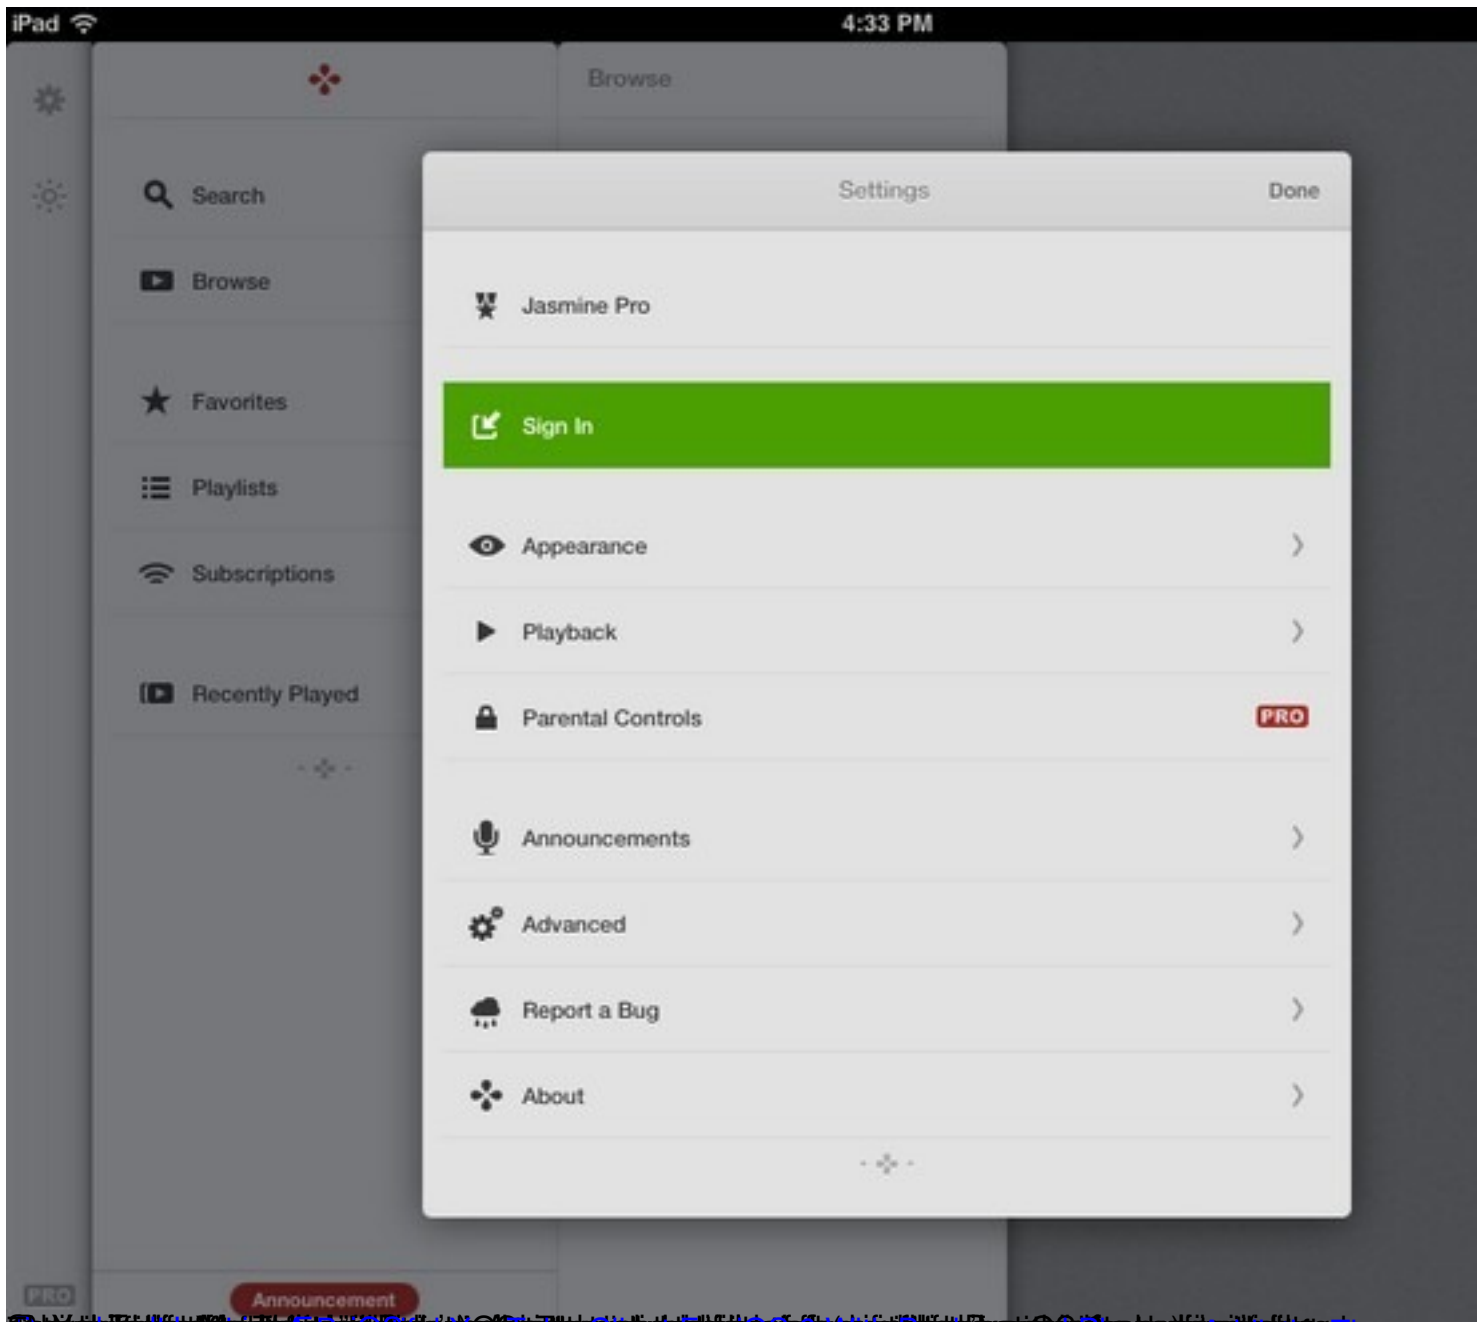 iPad
4:33 PM
Browse
Search
Browse
Favorites
Playlists
Subscriptions
Recently Played
PRO
Announcement
Settings
Done
Jasmine Pro
Sign In
Appearance
Playback
Parental Controls
PRO
Announcements
Advanced
Report a Bug
About